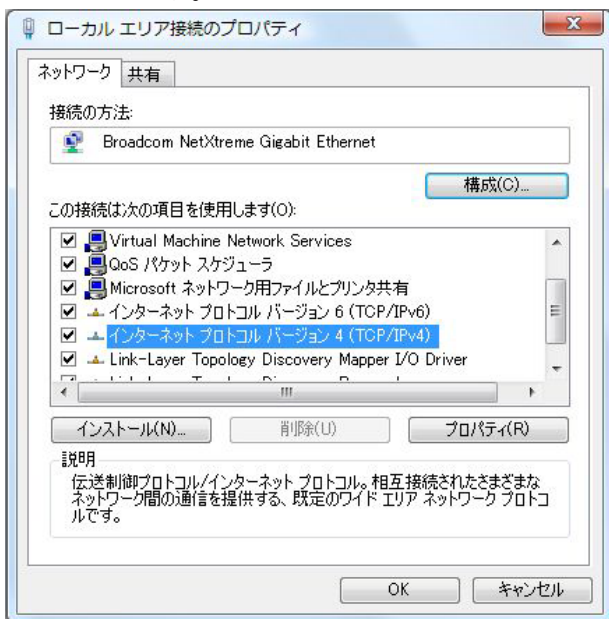 ローカル エリア接続のプロパティ
ネットワーク 共有
接続の方法:
Broadcom NetXtreme Gigabit Ethernet
構成(C)...
この接続は次の項目を使用します(O):
Virtual Machine Network Services
QoS パケット スケジューラ
Microsoft ネットワーク用ファイルとプリンタ共有
インターネット プロトコル バージョン 6 (TCP/IPv6)
インターネット プロトコル バージョン 4 (TCP/IPv4)
Link-Layer Topology Discovery Mapper I/O Driver
インストール(N)... 削除(U) プロパティ(R)
説明
伝送制御プロトコル/インターネット プロトコル。相互接続されたさまざまな
ネットワーク間の通信を提供する、既定のワイド エリア ネットワーク プロトコ
ルです。
OK キャンセル